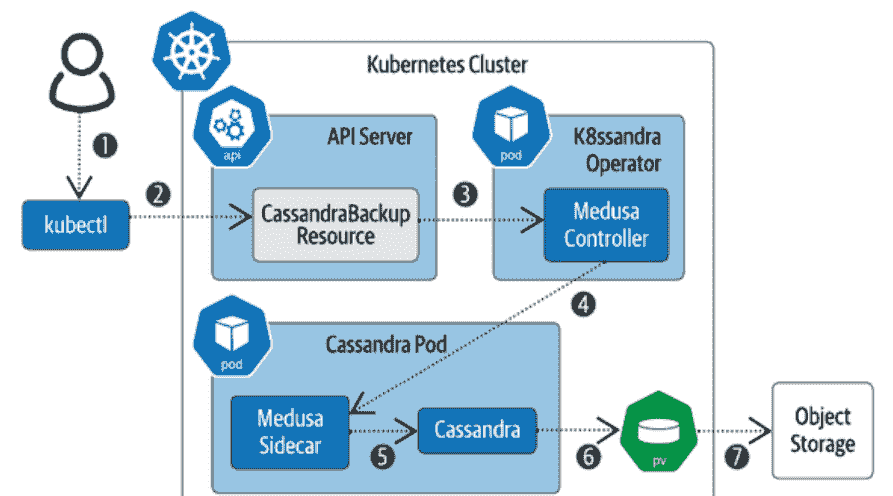 Kubernetes Cluster
api
API Server
pod
K8ssandra
Operator
1
2
3
kubectl
CassandraBackup
Resource
Medusa
Controller
4
pod
Cassandra Pod
Medusa
Sidecar
5
Cassandra
6
pv
7
Object
Storage